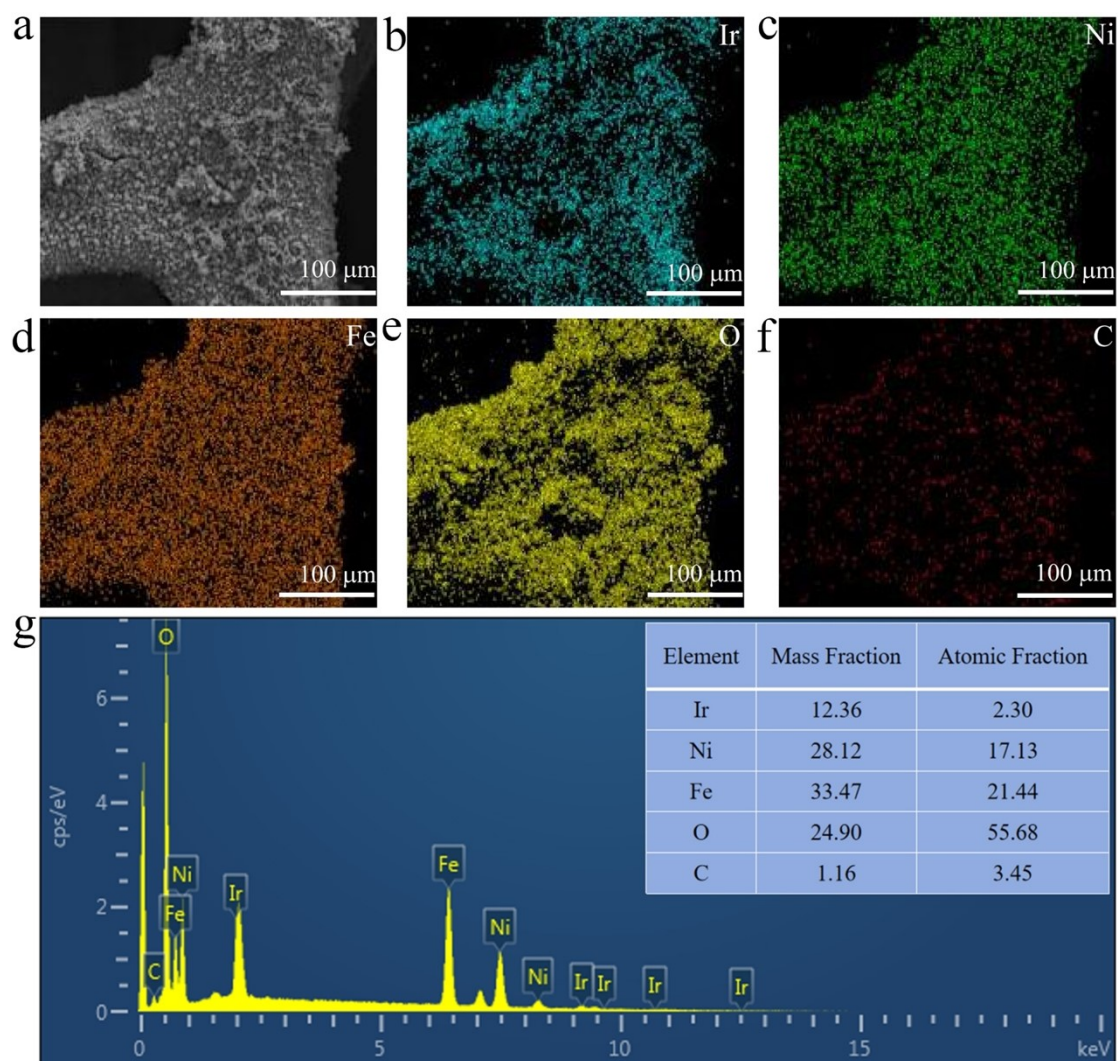 a
b
Ir
c
Ni
100 μm
100 μm
100 μm
d
Fe
e
O
f
C
100 μm
100 μm
100 μm
g
Element Mass Fraction Atomic Fraction
Ir 12.36 2.30
Ni 28.12 17.13
Fe 33.47 21.44
O 24.90 55.68
C 1.16 3.45
cps/eV
6
4
2
0
O
Ni
Fe
C
Ir
Fe
Ni
Ni
Ir
Ir
Ir
Ir
0 5 10 15 keV